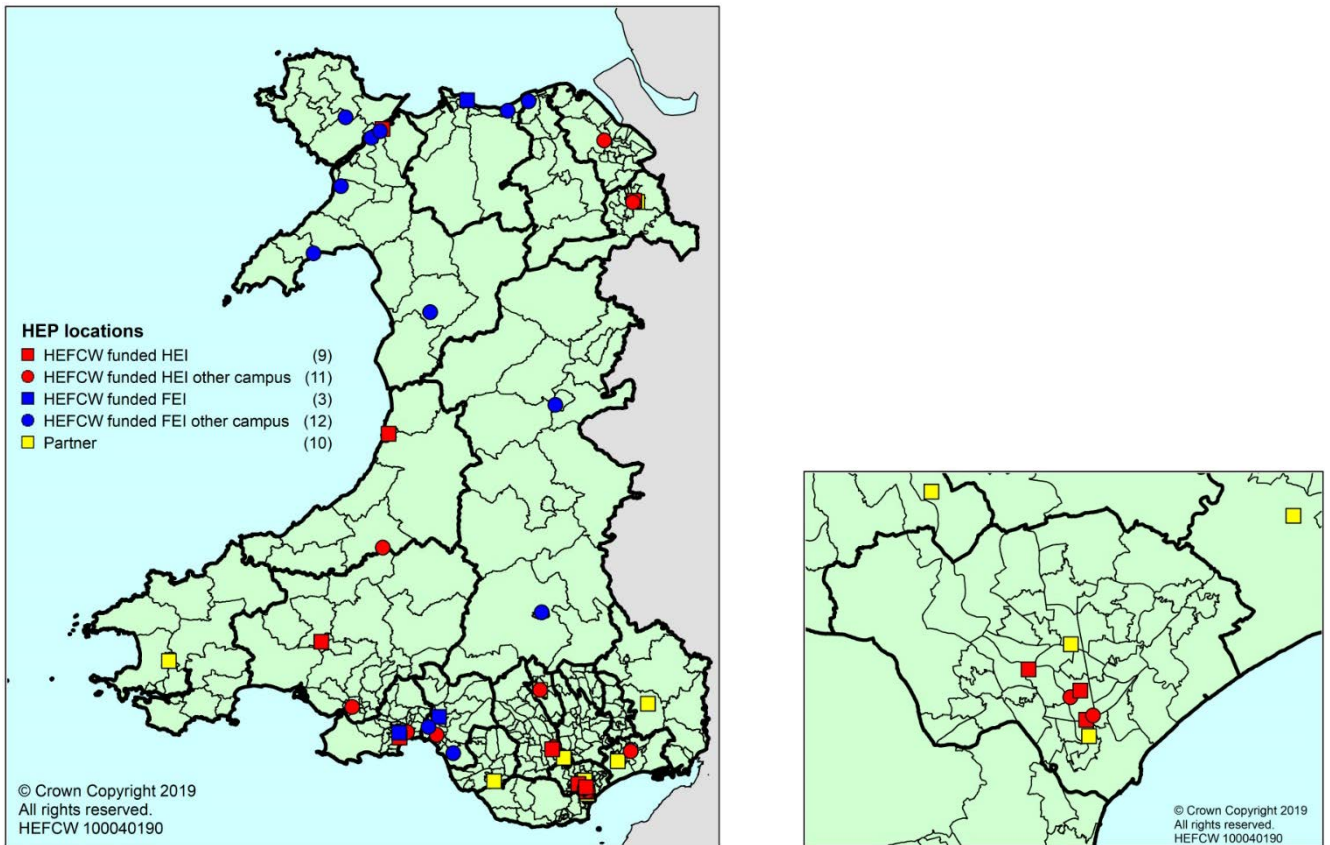 HEP locations
HEFCW funded HEI (9)
HEFCW funded HEI other campus (11)
HEFCW funded FEI (3)
HEFCW funded FEI other campus (12)
Partner (10)
© Crown Copyright 2019
All rights reserved.
HEFCW 100040190
© Crown Copyright 2019
All rights reserved.
HEFCW 100040190